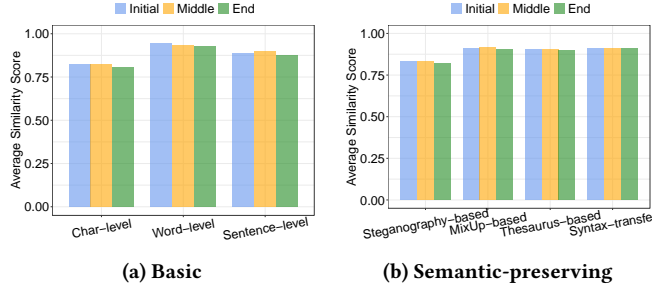 Initial Middle End
Average Similarity Score
1.00
0.75
0.50
0.25
0.00
Char-level
Word-level
Sentence-level
(a) Basic
Initial Middle End
Average Similarity Score
1.00
0.75
0.50
0.25
0.00
Steganography-based
MixUp-based
Thesaurus-based
Syntax-transfe
(b) Semantic-preserving